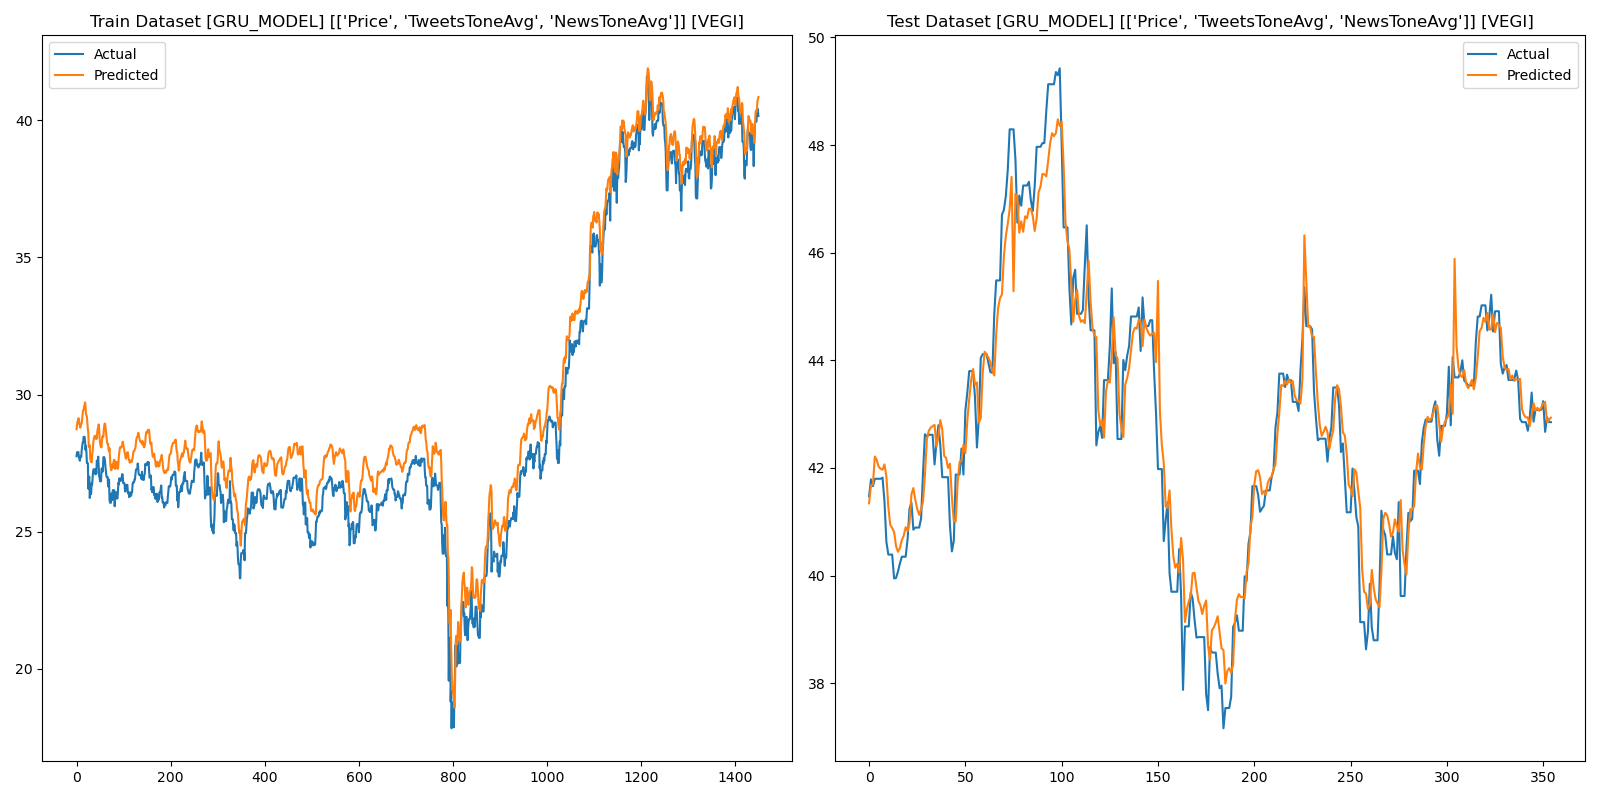 Train Dataset [GRU_MODEL] [['Price', 'TweetsToneAvg', 'NewsToneAvg']] [VEGI]
Actual
Predicted
40
35
30
25
20
0 200 400 600 800 1000 1200 1400
Test Dataset [GRU_MODEL] [['Price', 'TweetsToneAvg', 'NewsToneAvg']] [VEGI]
Actual
Predicted
50
48
46
44
42
40
38
0 50 100 150 200 250 300 350